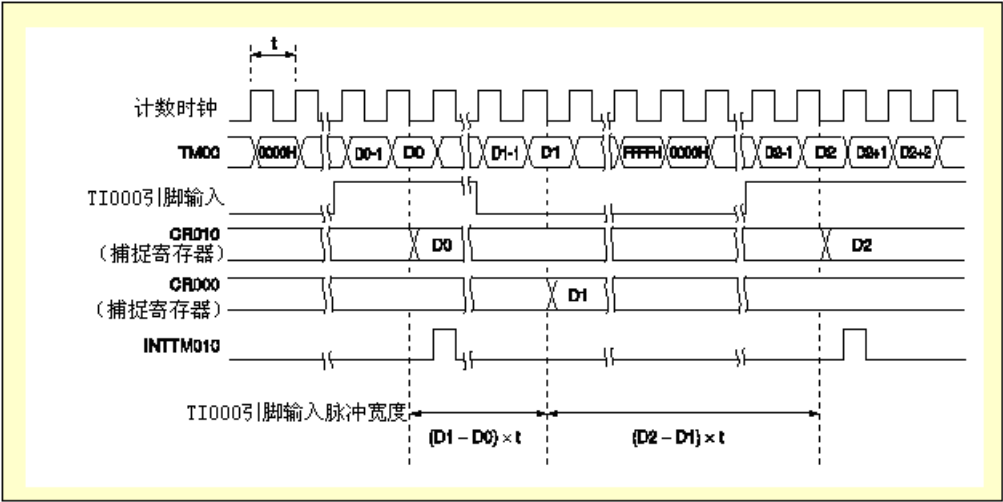 t
计数时钟
TM00 0000H D0-1 D0 D1-1 D1 FFFFH 0000H D2-1 D2 D2+1 D2+2
TI000引脚输入
CR010
(捕捉寄存器) D0 D2
CR000
(捕捉寄存器) D1
INTTM010
TI000引脚输入脉冲宽度
(D1 – D0) × t (D2 – D1) × t